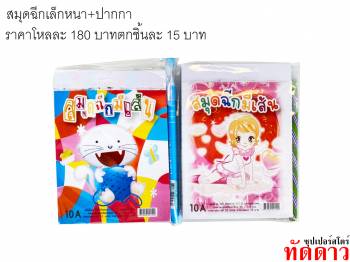 สมุดฉีกเล็กหนา+ปากกา
ราคาโหลละ 180 บาทตกชิ้นละ 15 บาท
สมุดฉีกมีเส้น
สมุดฉีกมีเส้น
10A
10A
ซุปเปอร์สโตร์
ทัดดาว